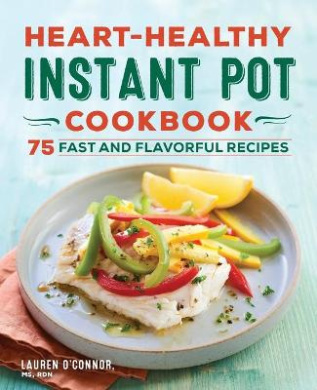 HEART-HEALTHY
INSTANT POT
COOKBOOK
75 FAST AND FLAVORFUL RECIPES
LAUREN O'CONNOR,
MS, RDN